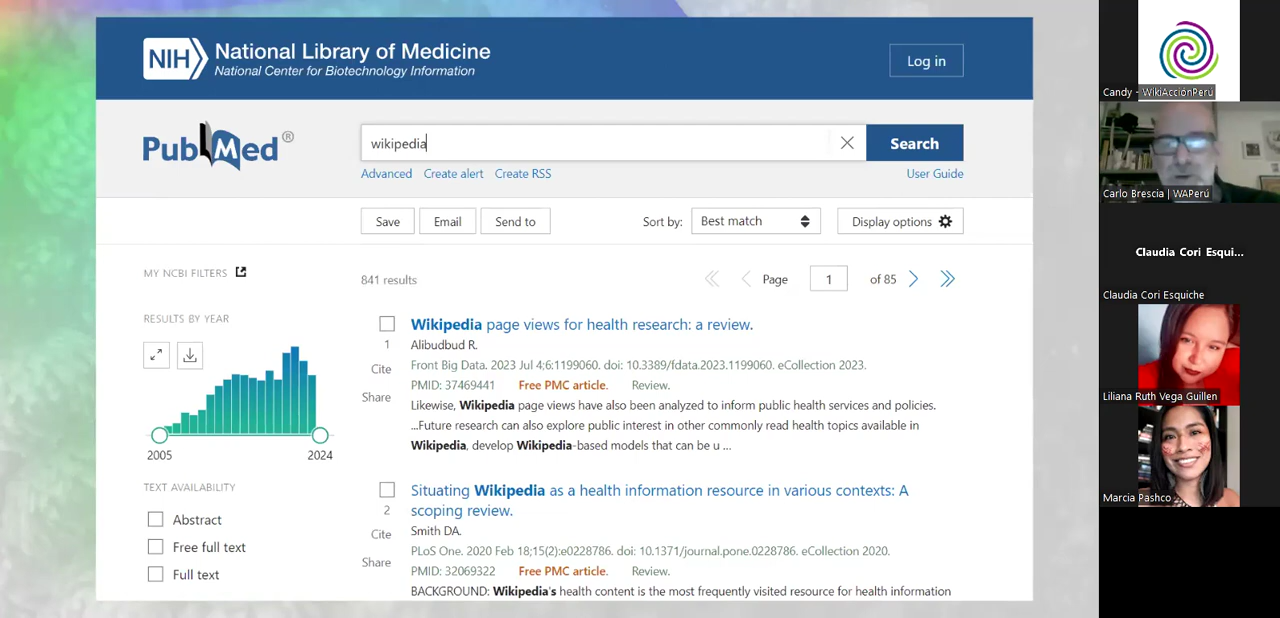 NIH National Library of Medicine
National Center for Biotechnology Information
Log in
PubMed®
wikipedia
Search
Advanced Create alert Create RSS
User Guide
Save Email Send to
Sort by: Best match
Display options
MY NCBI FILTERS
841 results
Page 1 of 85
RESULTS BY YEAR
2005 2024
TEXT AVAILABILITY
Abstract
Free full text
Full text
1
Cite
Share
Wikipedia page views for health research: a review.
Alibudbud R.
Front Big Data. 2023 Jul 4;6:1199060. doi: 10.3389/fdata.2023.1199060. eCollection 2023.
PMID: 37469441 Free PMC article. Review.
Likewise, Wikipedia page views have also been analyzed to inform public health services and policies.
...Future research can also explore public interest in other commonly read health topics available in
Wikipedia, develop Wikipedia-based models that can be u ...
2
Cite
Share
Situating Wikipedia as a health information resource in various contexts: A
scoping review.
Smith DA.
PLoS One. 2020 Feb 18;15(2):e0228786. doi: 10.1371/journal.pone.0228786. eCollection 2020.
PMID: 32069322 Free PMC article. Review.
BACKGROUND: Wikipedia's health content is the most frequently visited resource for health information
Candy - WikiAcciónPerú
Carlo Brescia | WAPerú
Claudia Cori Esqui...
Claudia Cori Esquiche
Liliana Ruth Vega Guillen
Marcia Pashco